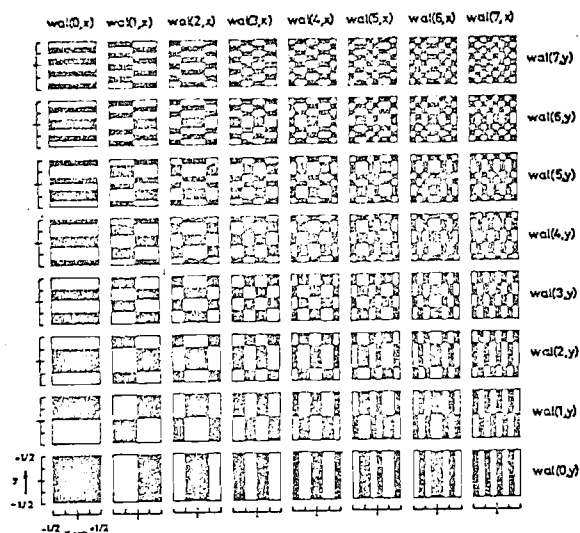 wal(0,x) wal(1,x) wal(2,x) wal(3,x) wal(4,x) wal(5,x) wal(6,x) wal(7,x)
wal(7,y)
wal(6,y)
wal(5,y)
wal(4,y)
wal(3,y)
wal(2,y)
wal(1,y)
+1/2
y
-1/2
wal(0,y)
-1/2 +1/2